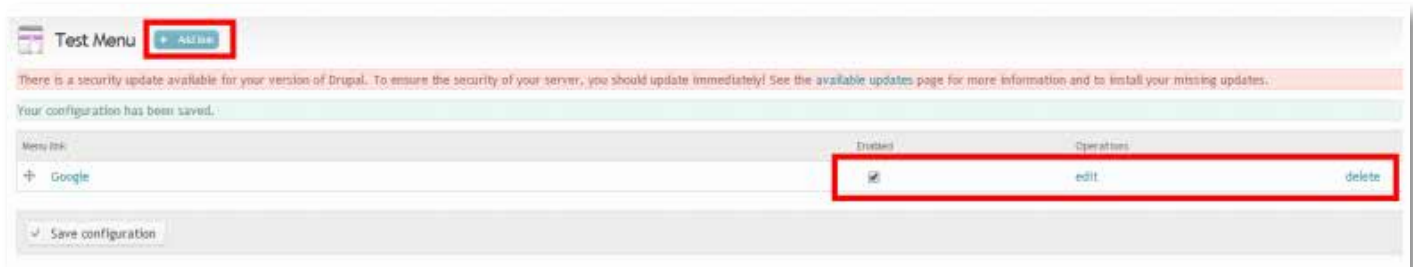 Test Menu + Add link
There is a security update available for your version of Drupal. To ensure the security of your server, you should update immediately! See the available updates page for more information and to install your missing updates.
Your configuration has been saved.
Menu link Enabled Operations
Google edit delete
Save configuration